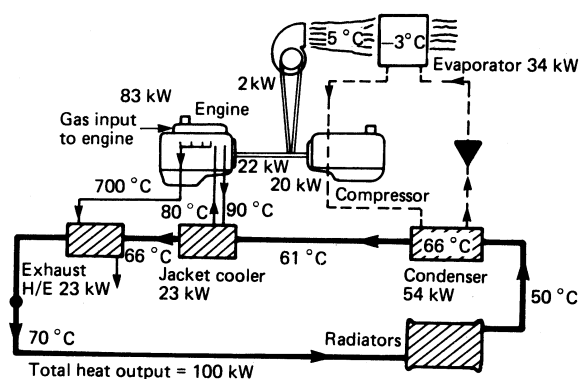 5 °C
–3°C
Evaporator 34 kW
2kW
83 kW
Engine
Gas input
to engine
22 kW
20 kW
Compressor
700 °C
80 °C
90 °C
66 °C
61 °C
66 °C
Exhaust
H/E 23 kW
Jacket cooler
23 kW
Condenser
54 kW
50 °C
70 °C
Radiators
Total heat output = 100 kW